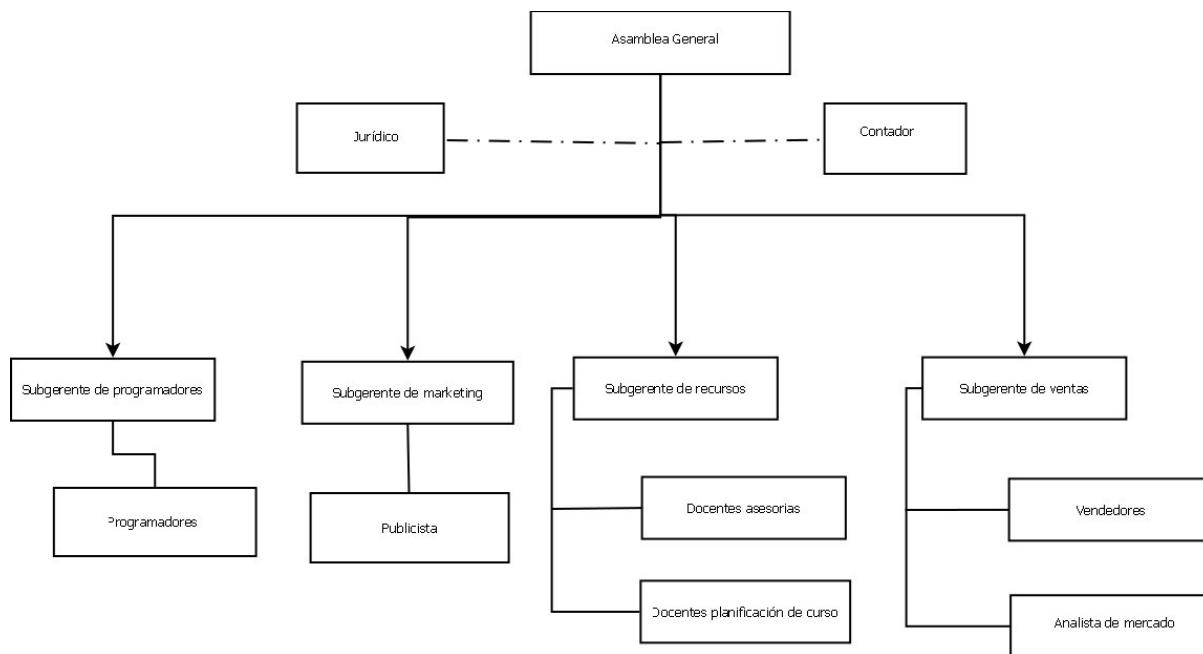 Asamblea General
Jurídico
Contador
Subgerente de programadores
Subgerente de marketing
Subgerente de recursos
Subgerente de ventas
Programadores
Publicista
Docentes asesorias
Vendedores
Docentes planificación de curso
Analista de mercado